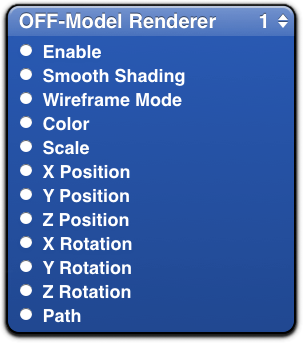 OFF-Model Renderer 1
Enable
Smooth Shading
Wireframe Mode
Color
Scale
X Position
Y Position
Z Position
X Rotation
Y Rotation
Z Rotation
Path